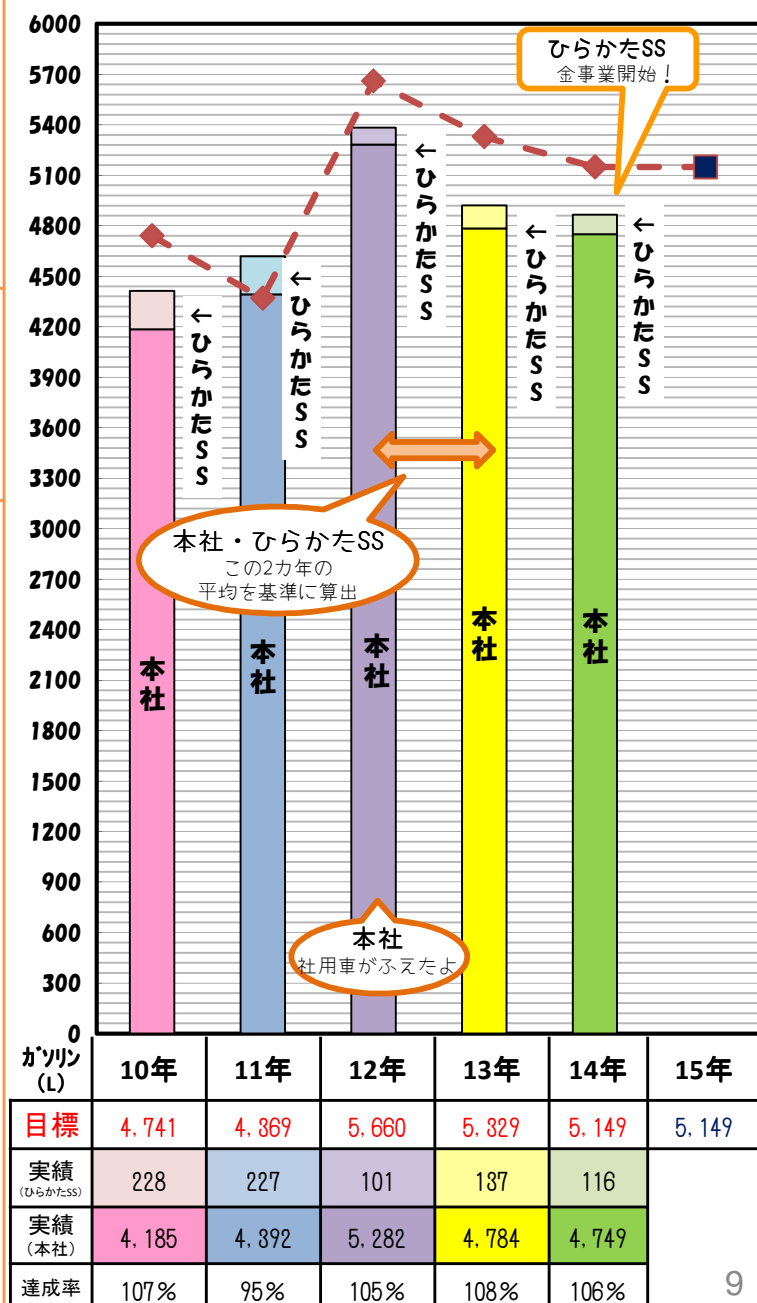 6000
5700
5400
5100
4800
4500
4200
3900
3600
3300
3000
2700
2400
2100
1800
1500
1200
900
600
300
0
ひらかたSS
金事業開始！
←ひらかたSS
←ひらかたSS
←ひらかたSS
←ひらかたSS
←ひらかたSS
本社・ひらかたSS
この2カ年の
平均を基準に算出
本社
本社
本社
本社
本社
本社
社用車がふえたよ
ガソリン
(L)
10年 11年 12年 13年 14年 15年
目標 4,741 4,369 5,660 5,329 5,149 5,149
実績
(ひらかたSS)
228 227 101 137 116
実績
(本社)
4,185 4,392 5,282 4,784 4,749
達成率 107% 95% 105% 108% 106%
9